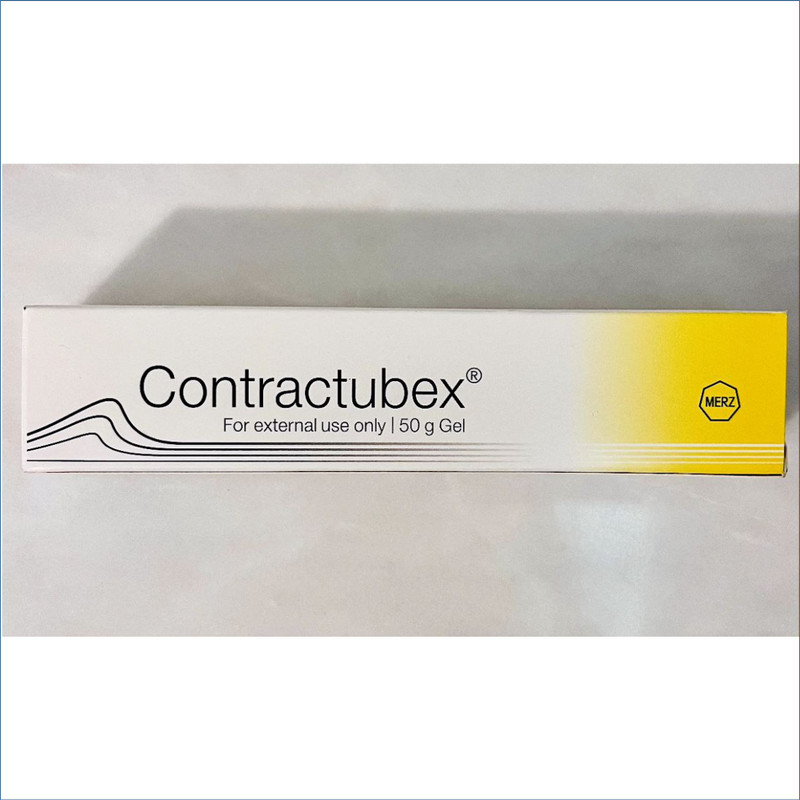 Contractubex®
For external use only | 50 g Gel
MERZ